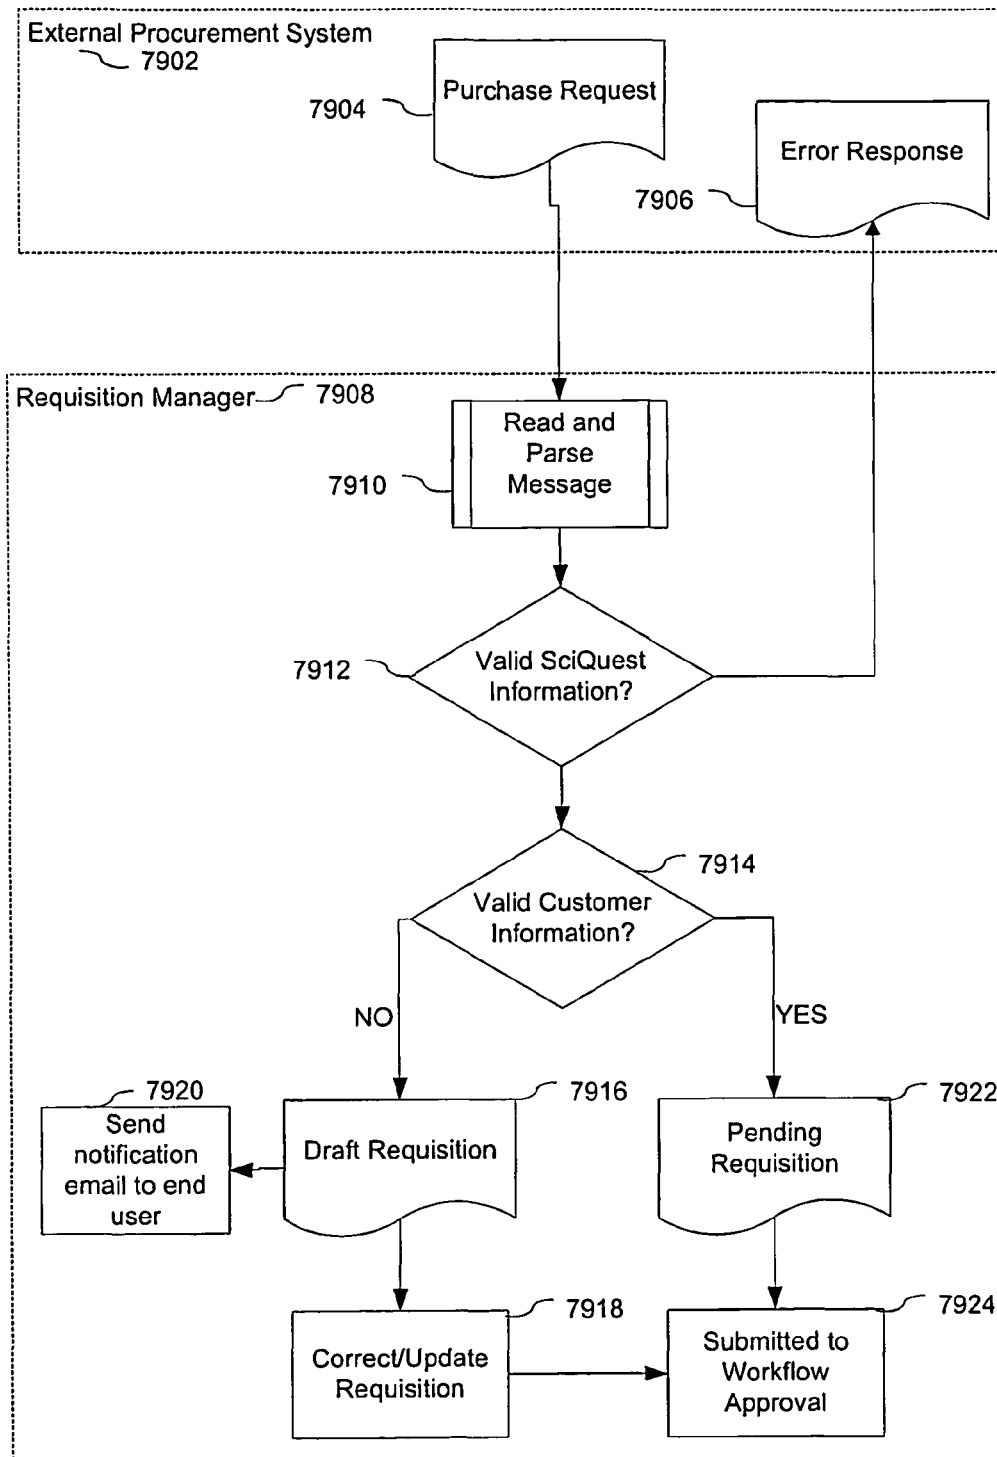 External Procurement System
7902
Purchase Request
7904
Error Response
7906
Requisition Manager
7908
Read and
Parse
Message
7910
Valid SciQuest
Information?
7912
7914
Valid Customer
Information?
NO
YES
7920
7916
7922
Send
notification
email to end
user
Draft Requisition
Pending
Requisition
7918
7924
Correct/Update
Requisition
Submitted to
Workflow
Approval